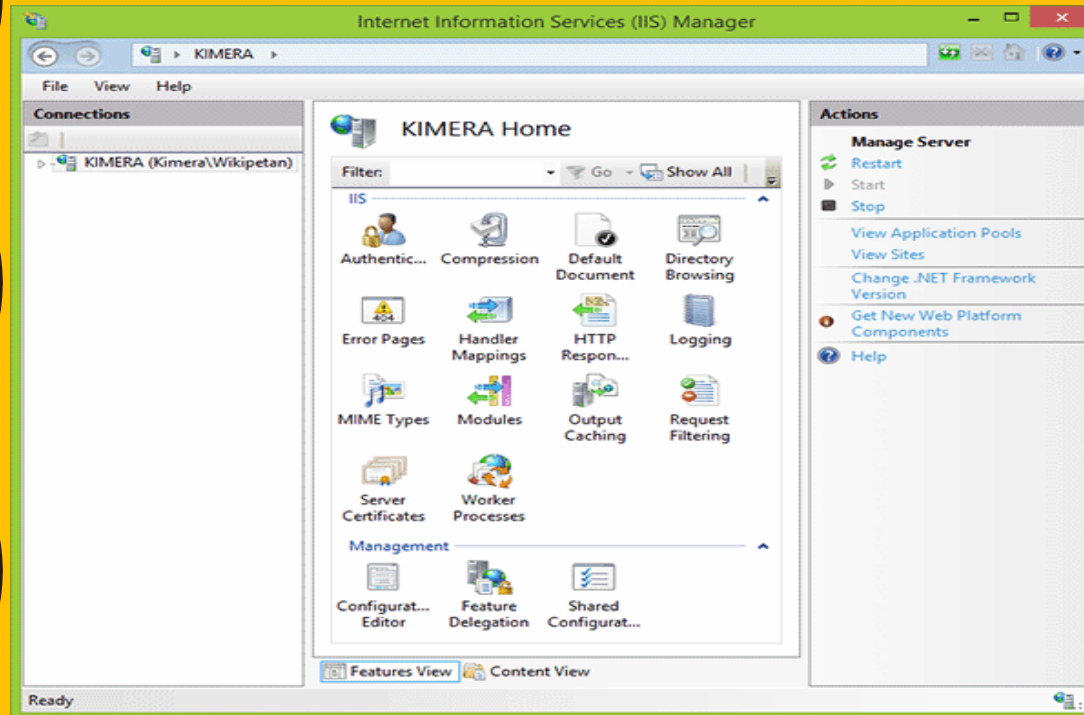 Internet Information Services (IIS) Manager
KIMERA
File View Help
Connections
KIMERA (Kimera\Wikipetan)
KIMERA Home
Filter: Go Show All
IIS
Authentic... Compression Default Document Directory Browsing
Error Pages Handler Mappings HTTP Respon... Logging
MIME Types Modules Output Caching Request Filtering
Server Certificates Worker Processes
Management
Configurat... Editor Feature Delegation Shared Configurat...
Features View Content View
Actions
Manage Server
Restart
Start
Stop
View Application Pools
View Sites
Change .NET Framework
Version
Get New Web Platform
Components
Help
Ready